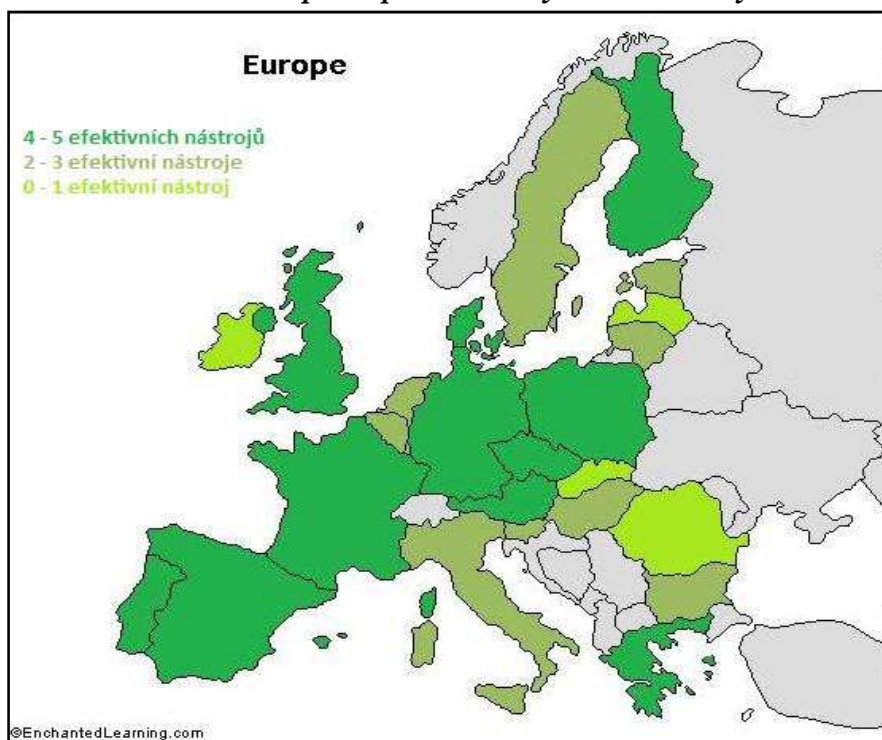 Europe
4 - 5 efektivních nástrojů
2 - 3 efektivní nástroje
0 - 1 efektivní nástroj
©EnchantedLearning.com